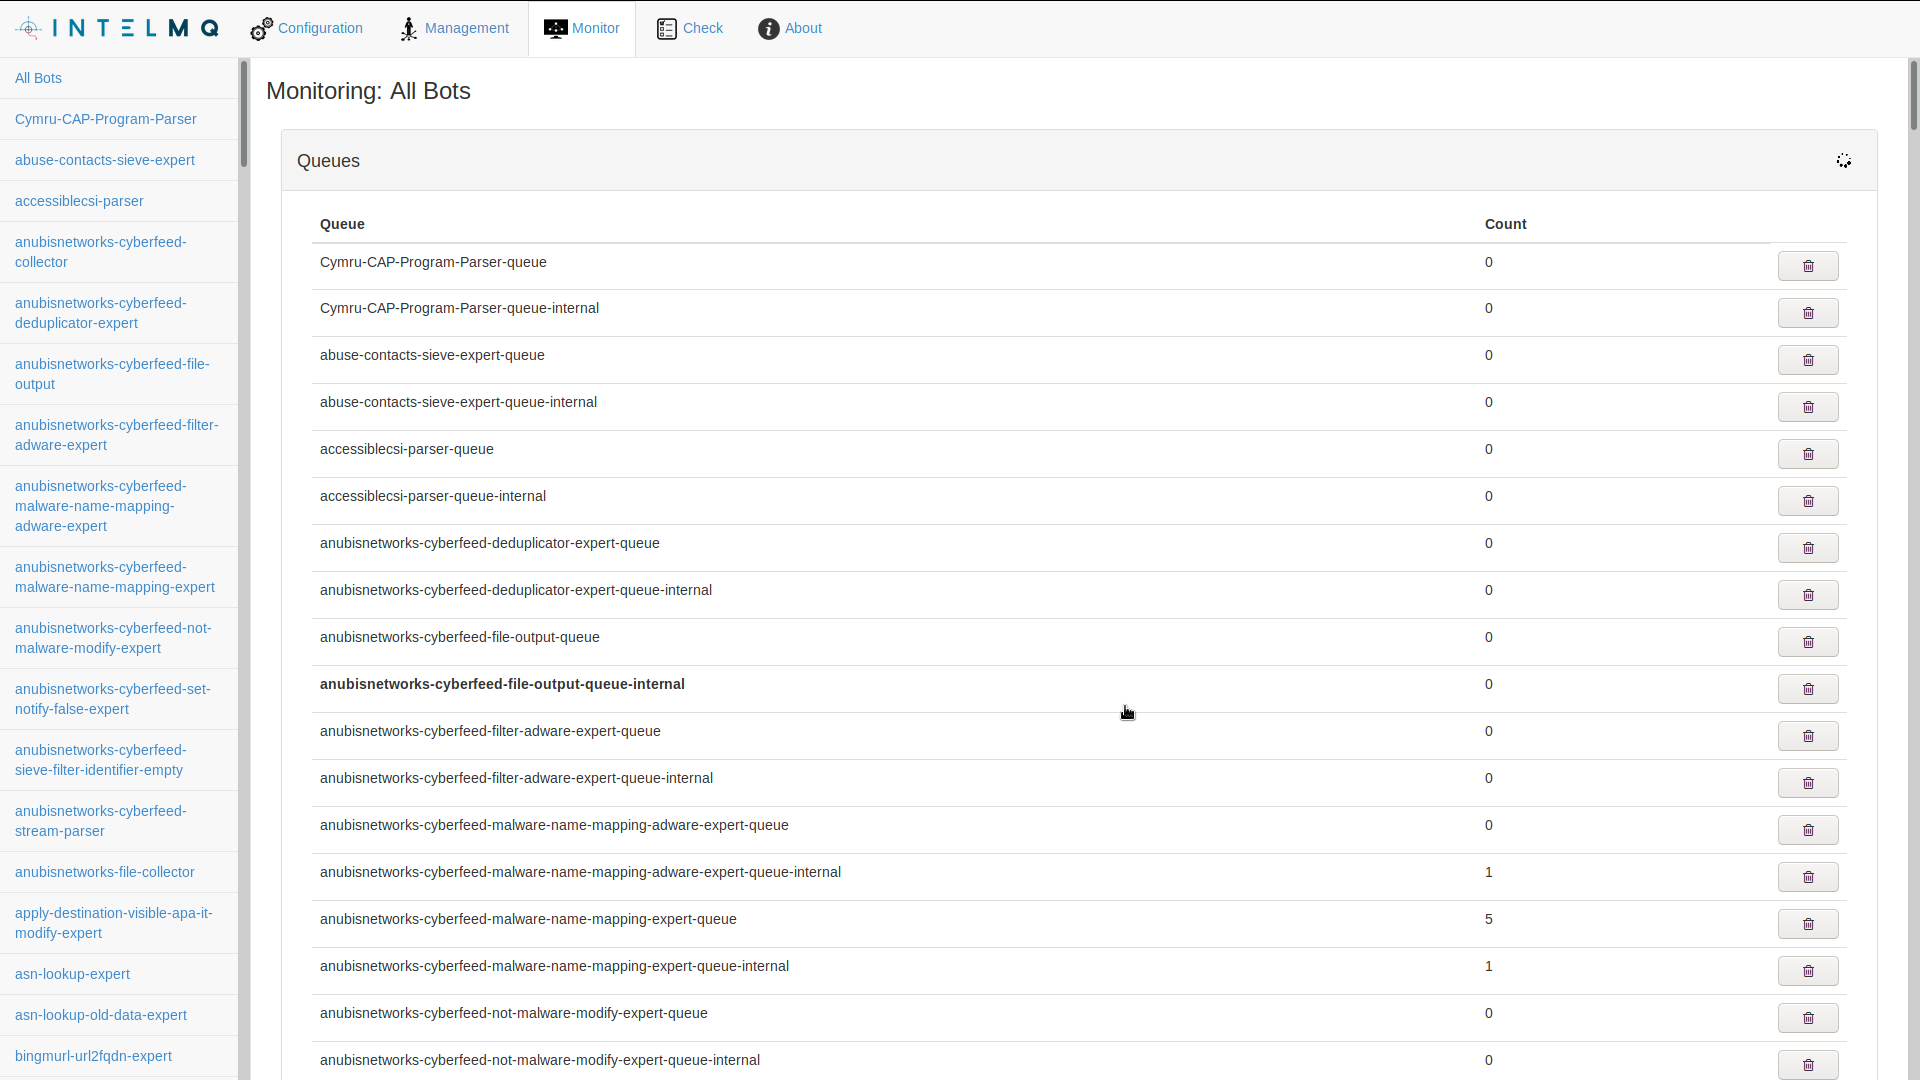 INTELMQ
Configuration
Management
Monitor
Check
About
All Bots
Cymru-CAP-Program-Parser
abuse-contacts-sieve-expert
accessiblecsi-parser
anubisnetworks-cyberfeed-
collector
anubisnetworks-cyberfeed-
deduplicator-expert
anubisnetworks-cyberfeed-file-
output
anubisnetworks-cyberfeed-filter-
adware-expert
anubisnetworks-cyberfeed-
malware-name-mapping-
adware-expert
anubisnetworks-cyberfeed-
malware-name-mapping-expert
anubisnetworks-cyberfeed-not-
malware-modify-expert
anubisnetworks-cyberfeed-set-
notify-false-expert
anubisnetworks-cyberfeed-
sieve-filter-identifier-empty
anubisnetworks-cyberfeed-
stream-parser
anubisnetworks-file-collector
apply-destination-visible-apa-it-
modify-expert
asn-lookup-expert
asn-lookup-old-data-expert
bingmurl-url2fqdn-expert
Monitoring: All Bots
Queues
Queue Count
Cymru-CAP-Program-Parser-queue 0
Cymru-CAP-Program-Parser-queue-internal 0
abuse-contacts-sieve-expert-queue 0
abuse-contacts-sieve-expert-queue-internal 0
accessiblecsi-parser-queue 0
accessiblecsi-parser-queue-internal 0
anubisnetworks-cyberfeed-deduplicator-expert-queue 0
anubisnetworks-cyberfeed-deduplicator-expert-queue-internal 0
anubisnetworks-cyberfeed-file-output-queue 0
anubisnetworks-cyberfeed-file-output-queue-internal 0
anubisnetworks-cyberfeed-filter-adware-expert-queue 0
anubisnetworks-cyberfeed-filter-adware-expert-queue-internal 0
anubisnetworks-cyberfeed-malware-name-mapping-adware-expert-queue 0
anubisnetworks-cyberfeed-malware-name-mapping-adware-expert-queue-internal 1
anubisnetworks-cyberfeed-malware-name-mapping-expert-queue 5
anubisnetworks-cyberfeed-malware-name-mapping-expert-queue-internal 1
anubisnetworks-cyberfeed-not-malware-modify-expert-queue 0
anubisnetworks-cyberfeed-not-malware-modify-expert-queue-internal 0